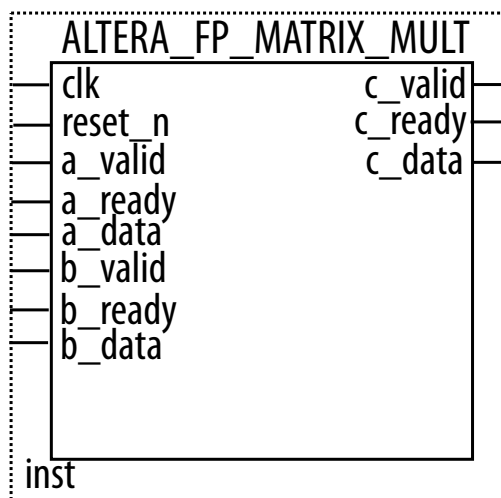 ALTERA_FP_MATRIX_MULT
clk
reset_n
a_valid
a_ready
a_data
b_valid
b_ready
b_data
c_valid
c_ready
c_data
inst